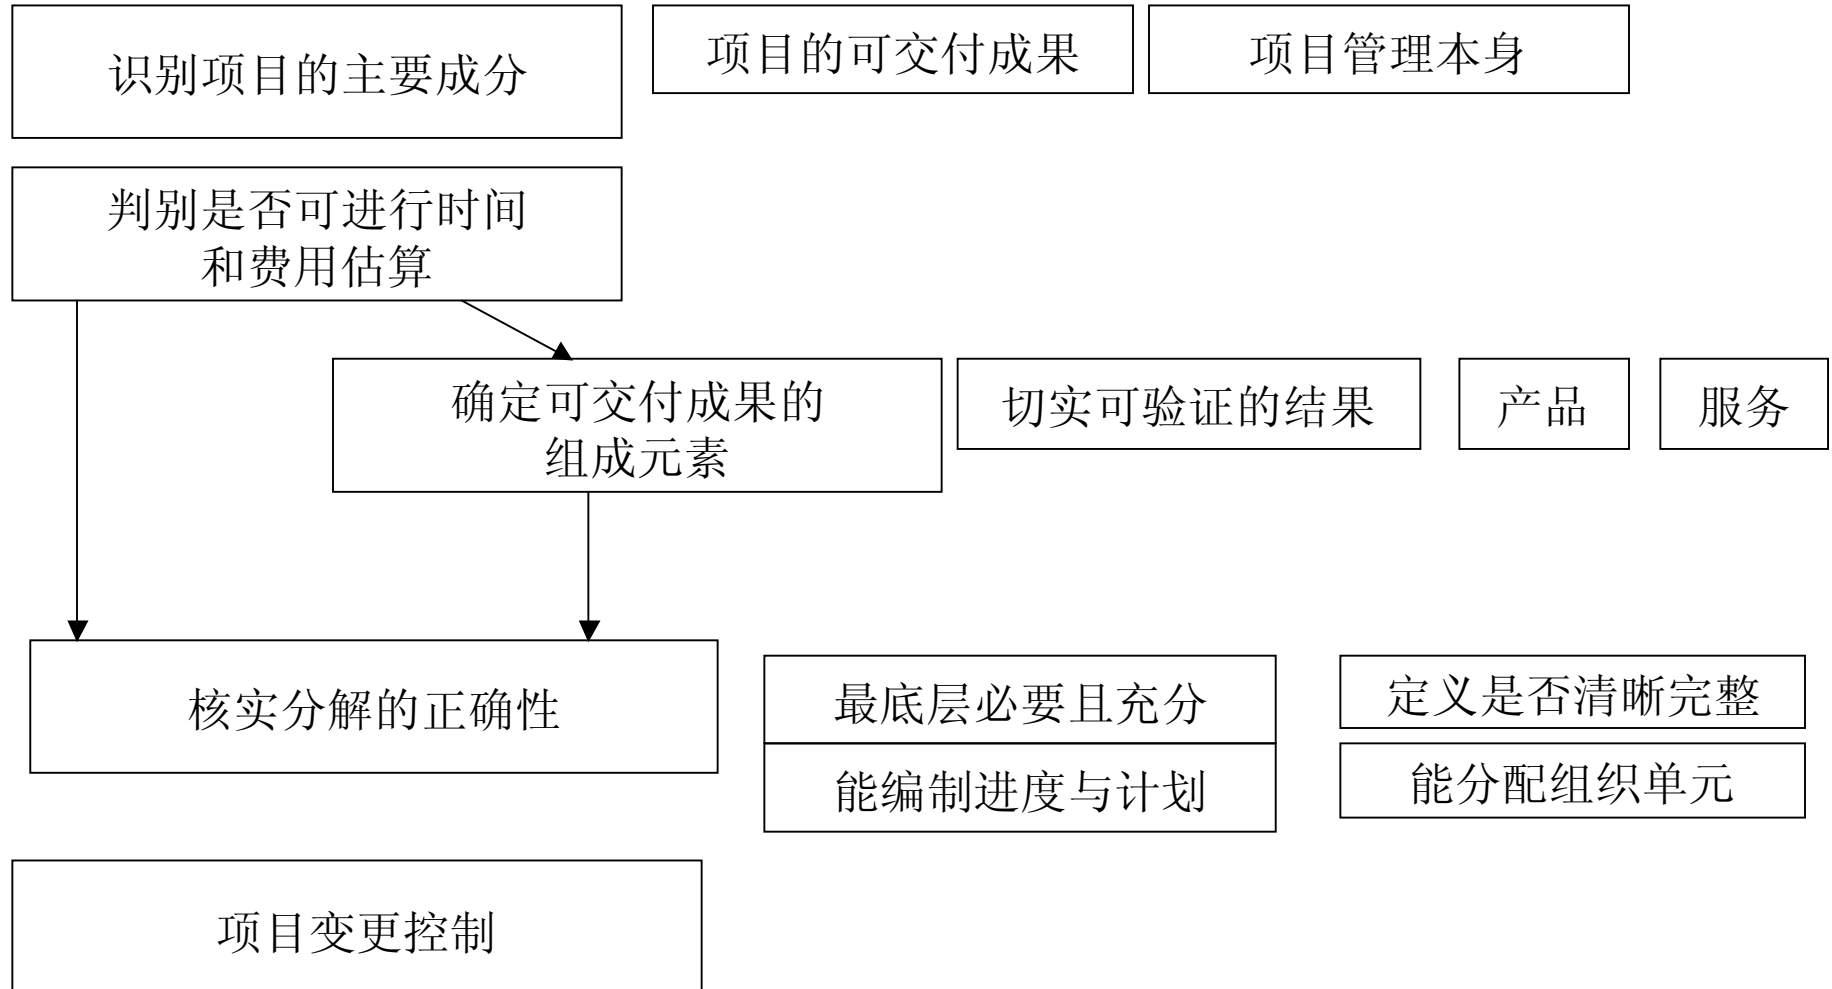 识别项目的主要成分
项目的可交付成果
项目管理本身
判别是否可进行时间
和费用估算
确定可交付成果的
组成元素
切实可验证的结果
产品
服务
核实分解的正确性
最底层必要且充分
定义是否清晰完整
能编制进度与计划
能分配组织单元
项目变更控制